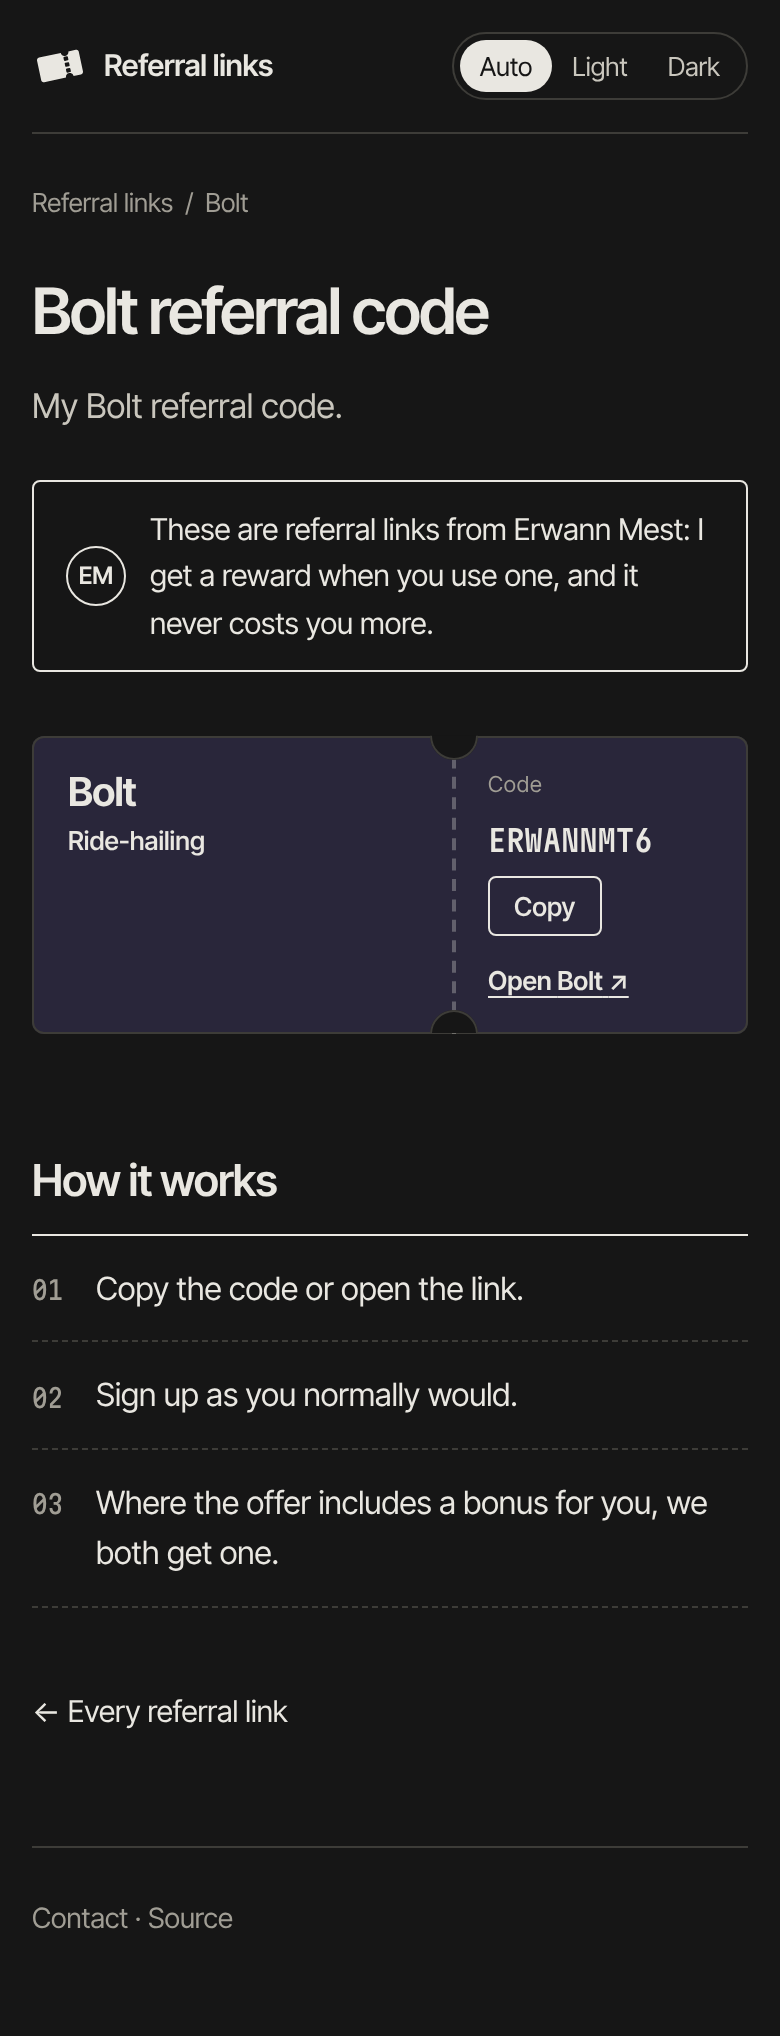 Referral links
Auto Light Dark
Referral links / Bolt
Bolt referral code
My Bolt referral code.
EM
These are referral links from Erwann Mest: I
get a reward when you use one, and it
never costs you more.
Bolt
Ride-hailing
Code
ERWANNMT6
Copy
Open Bolt ↗
How it works
01 Copy the code or open the link.
02 Sign up as you normally would.
03 Where the offer includes a bonus for you, we
both get one.
← Every referral link
Contact · Source